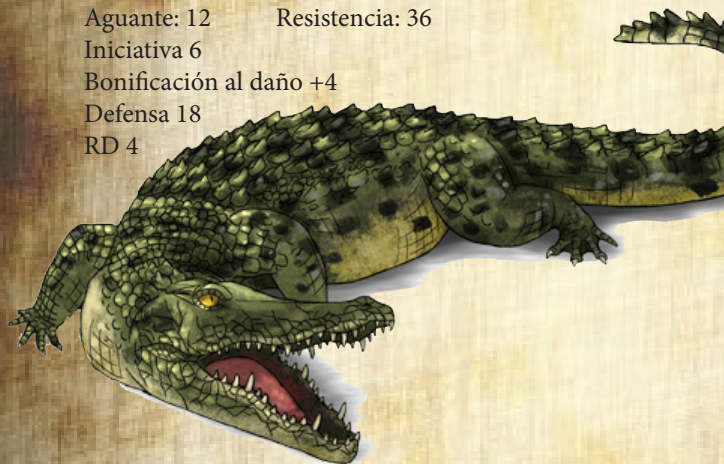 Aguante: 12 Resistencia: 36
Iniciativa 6
Bonificación al daño +4
Defensa 18
RD 4